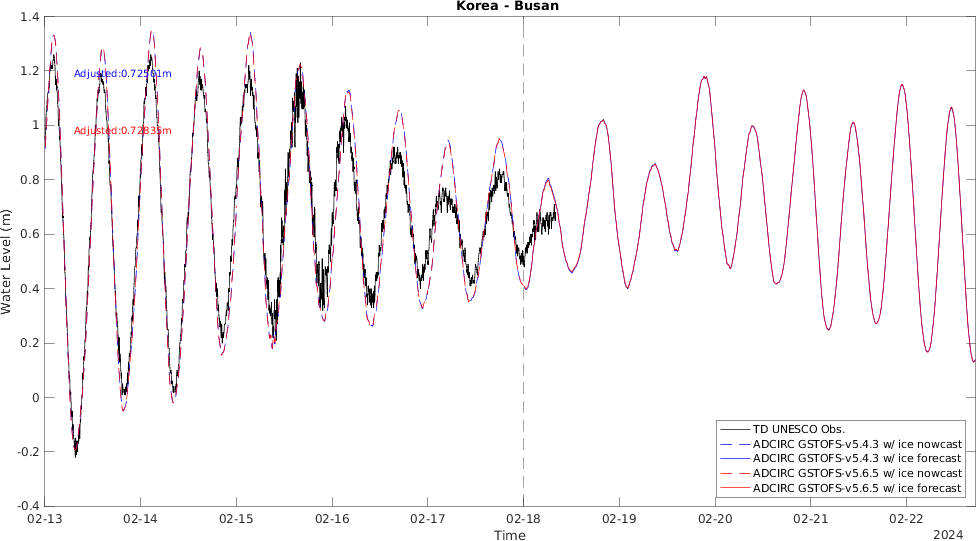 Korea - Busan
1.4
1.2
1
0.8
0.6
0.4
0.2
0
-0.2
-0.4
Water Level (m)
Adjusted:0.72501m
Adjusted:0.72835m
TD UNESCO Obs.
ADCIRC GSTOFS-v5.4.3 w/ ice nowcast
ADCIRC GSTOFS-v5.4.3 w/ ice forecast
ADCIRC GSTOFS-v5.6.5 w/ ice nowcast
ADCIRC GSTOFS-v5.6.5 w/ ice forecast
02-13 02-14 02-15 02-16 02-17 02-18 02-19 02-20 02-21 02-22
Time
2024